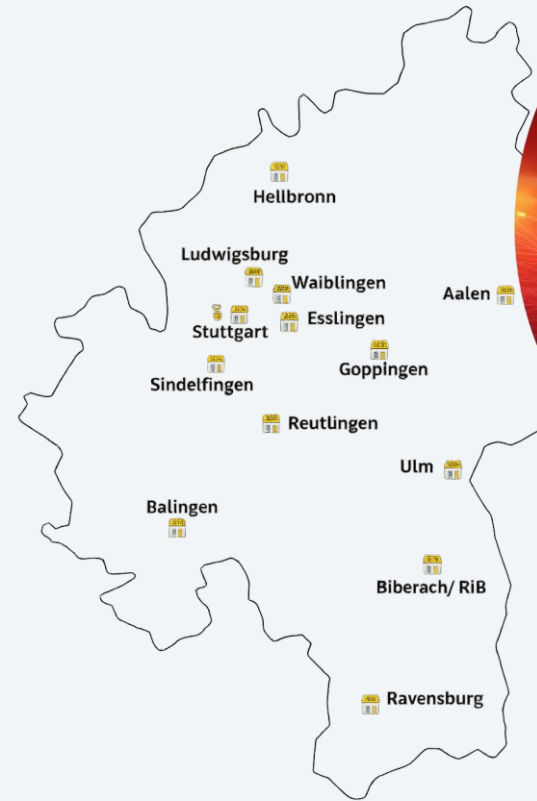 Hellbronn
Ludwigsburg
Waiblingen
Aalen
Esslingen
Stuttgart
Goppingen
Sindelfingen
Reutlingen
Ulm
Balingen
Biberach/ RiB
Ravensburg